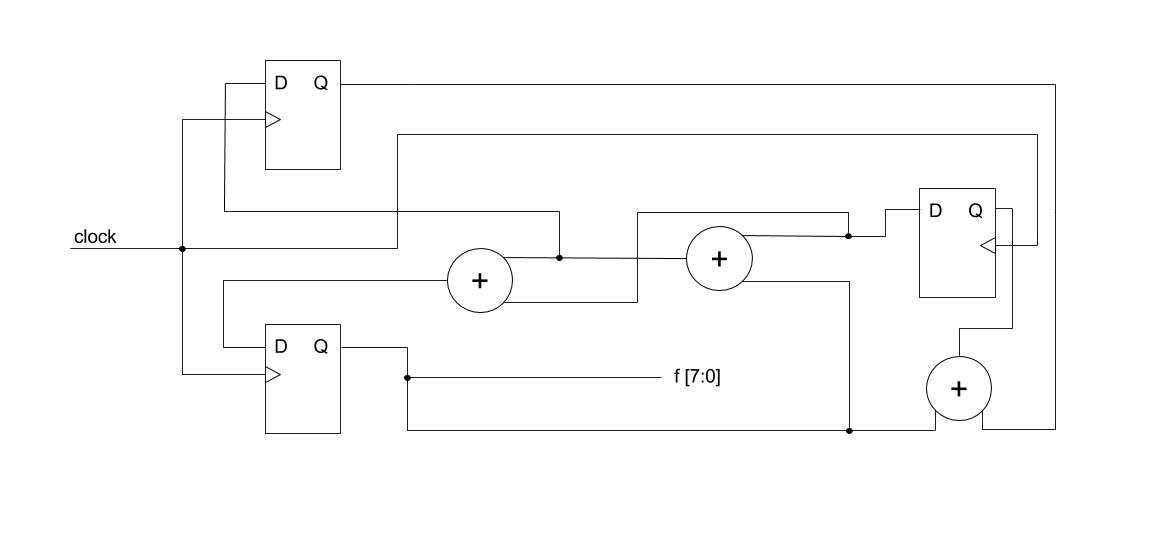 D Q
clock
D Q
+
+
D Q
f [7:0]
+